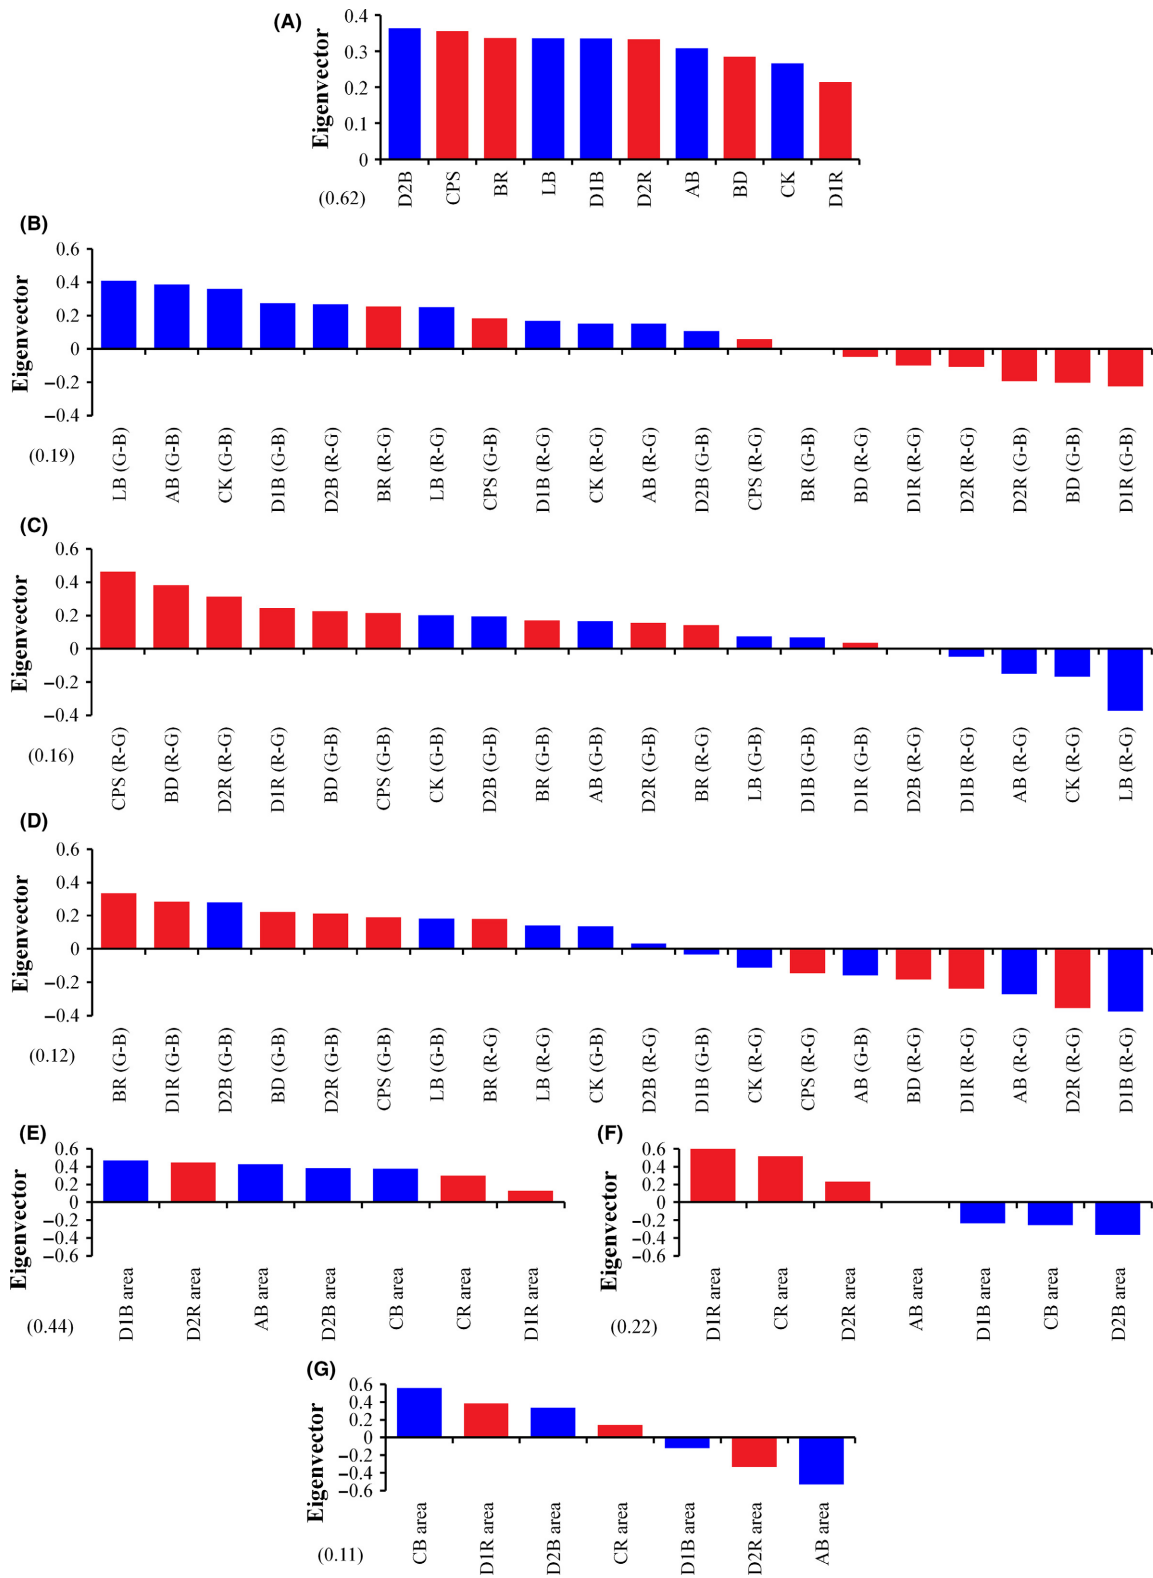 (A)
Eigenvector
0.4
0.3
0.2
0.1
0
D2B
CPS
BR
LB
D1B
D2R
AB
BD
CK
D1R
(0.62)
(B)
Eigenvector
0.6
0.4
0.2
0
−0.2
−0.4
LB (G-B)
AB (G-B)
CK (G-B)
D1B (G-B)
D2B (R-G)
BR (R-G)
LB (R-G)
CPS (G-B)
D1B (R-G)
CK (R-G)
AB (R-G)
D2B (G-B)
CPS (R-G)
BR (G-B)
BD (R-G)
D1R (R-G)
D2R (R-G)
D2R (G-B)
BD (G-B)
D1R (G-B)
(0.19)
(C)
Eigenvector
0.6
0.4
0.2
0
−0.2
−0.4
CPS (R-G)
BD (R-G)
D2R (R-G)
D1R (R-G)
BD (G-B)
CPS (G-B)
CK (G-B)
D2B (G-B)
BR (G-B)
AB (G-B)
D2R (G-B)
BR (R-G)
LB (G-B)
D1B (G-B)
D1R (G-B)
D2B (R-G)
D1B (R-G)
AB (R-G)
CK (R-G)
LB (R-G)
(0.16)
(D)
Eigenvector
0.6
0.4
0.2
0
−0.2
−0.4
BR (G-B)
D1R (G-B)
D2B (G-B)
BD (G-B)
D2R (G-B)
CPS (G-B)
LB (G-B)
BR (R-G)
LB (R-G)
CK (G-B)
D2B (R-G)
D1B (G-B)
CK (R-G)
CPS (R-G)
AB (G-B)
BD (R-G)
D1R (R-G)
AB (R-G)
D2R (R-G)
D1B (R-G)
(0.12)
(E)
Eigenvector
0.6
0.4
0.2
0
−0.2
−0.4
−0.6
D1B area
D2R area
AB area
D2B area
CB area
CR area
D1R area
(0.44)
(F)
Eigenvector
0.6
0.4
0.2
0
−0.2
−0.4
−0.6
D1R area
CR area
D2R area
AB area
D1B area
CB area
D2B area
(0.22)
(G)
Eigenvector
0.6
0.4
0.2
0
−0.2
−0.4
−0.6
CB area
D1R area
D2B area
CR area
D1B area
D2R area
AB area
(0.11)